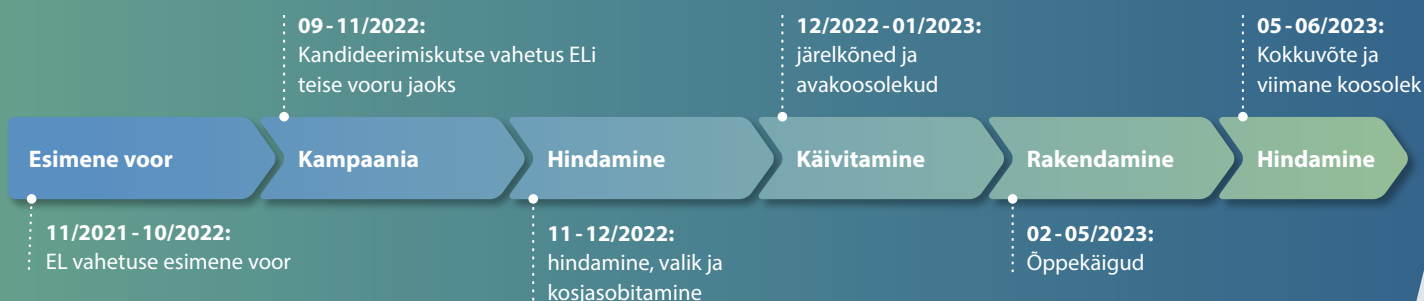 09-11/2022:
Kandideerimiskutse vahetus ELi
teise vooru jaoks
12/2022-01/2023:
järelkõned ja
avakoosolekud
05-06/2023:
Kokkuvõte ja
viimane koosolek
Esimene voor
Kampaania
Hindamine
Käivitamine
Rakendamine
Hindamine
11/2021-10/2022:
EL vahetuse esimene voor
11-12/2022:
hindamine, valik ja
kosjasobitamine
02-05/2023:
Õppekäigud